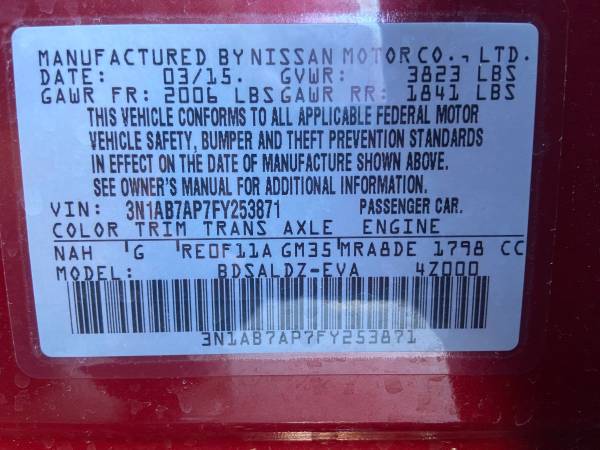 MANUFACTURED BY NISSAN MOTOR CO., LTD.
DATE: 03/15. GVWR: 3823 LBS
GAWR FR: 2006 LBS GAWR RR: 1841 LBS
THIS VEHICLE CONFORMS TO ALL APPLICABLE FEDERAL MOTOR
VEHICLE SAFETY, BUMPER AND THEFT PREVENTION STANDARDS
IN EFFECT ON THE DATE OF MANUFACTURE SHOWN ABOVE.
SEE OWNER'S MANUAL FOR ADDITIONAL INFORMATION.
VIN: 3N1AB7AP7FY253871 PASSENGER CAR.
COLOR TRIM TRANS AXLE ENGINE
NAH G RE0F11A GM35 MRA8DE 1798 CC
MODEL: BDSALDZ-EVA 4Z000
3N1AB7AP7FY253871